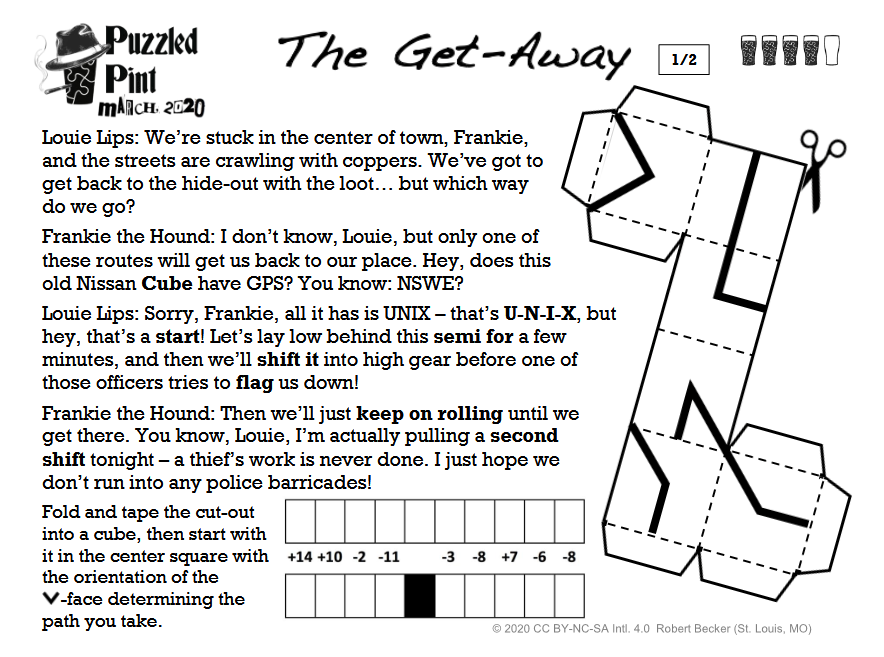 Puzzled
Pint
MARCH, 2020
The Get-Away
1/2
Louie Lips: We’re stuck in the center of town, Frankie,
and the streets are crawling with coppers. We’ve got to
get back to the hide-out with the loot… but which way
do we go?
Frankie the Hound: I don’t know, Louie, but only one of
these routes will get us back to our place. Hey, does this
old Nissan Cube have GPS? You know: NSWE?
Louie Lips: Sorry, Frankie, all it has is UNIX – that’s U-N-I-X, but
hey, that’s a start! Let’s lay low behind this semi for a few
minutes, and then we’ll shift it into high gear before one of
those officers tries to flag us down!
Frankie the Hound: Then we’ll just keep on rolling until we
get there. You know, Louie, I’m actually pulling a second
shift tonight – a thief’s work is never done. I just hope we
don’t run into any police barricades!
Fold and tape the cut-out
into a cube, then start with
it in the center square with
the orientation of the
-face determining the
path you take.
+14 +10 -2 -11 -3 -8 +7 -6 -8
© 2020 CC BY-NC-SA Intl. 4.0 Robert Becker (St. Louis, MO)